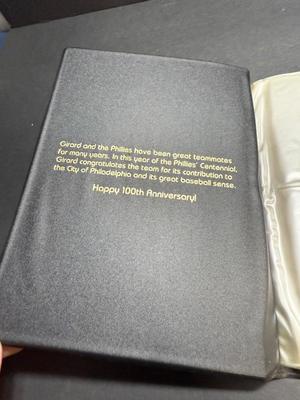 Girard and the Phillies have been great teammates
for many years. In this year of the Phillies' Centennial,
Girard congratulates the team for its contribution to
the City of Philadelphia and its great baseball sense.
Happy 100th Anniversary!